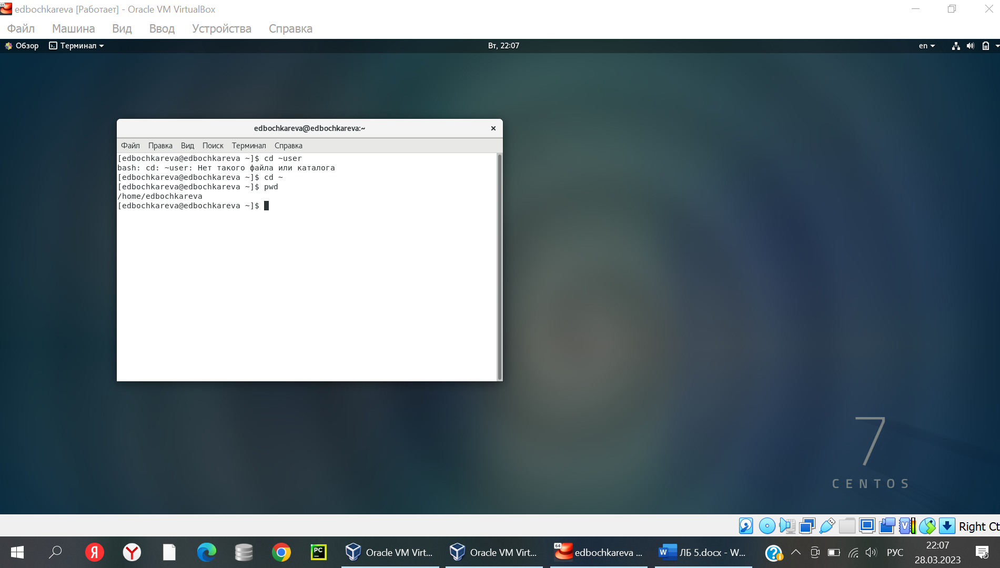 edbochkareva [Работает] - Oracle VM VirtualBox
Файл Машина Вид Ввод Устройства Справка
Обзор Терминал Вт, 22:07 en
edbochkareva@edbochkareva:~
Файл Правка Вид Поиск Терминал Справка
[edbochkareva@edbochkareva ~]$ cd ~user
bash: cd: ~user: Нет такого файла или каталога
[edbochkareva@edbochkareva ~]$ cd ~
[edbochkareva@edbochkareva ~]$ pwd
/home/edbochkareva
[edbochkareva@edbochkareva ~]$
7
CENTOS
Right Ct
Oracle VM Virt... Oracle VM Virt... edbochkareva ... ЛБ 5.docx - W... РУС 22:07
28.03.2023